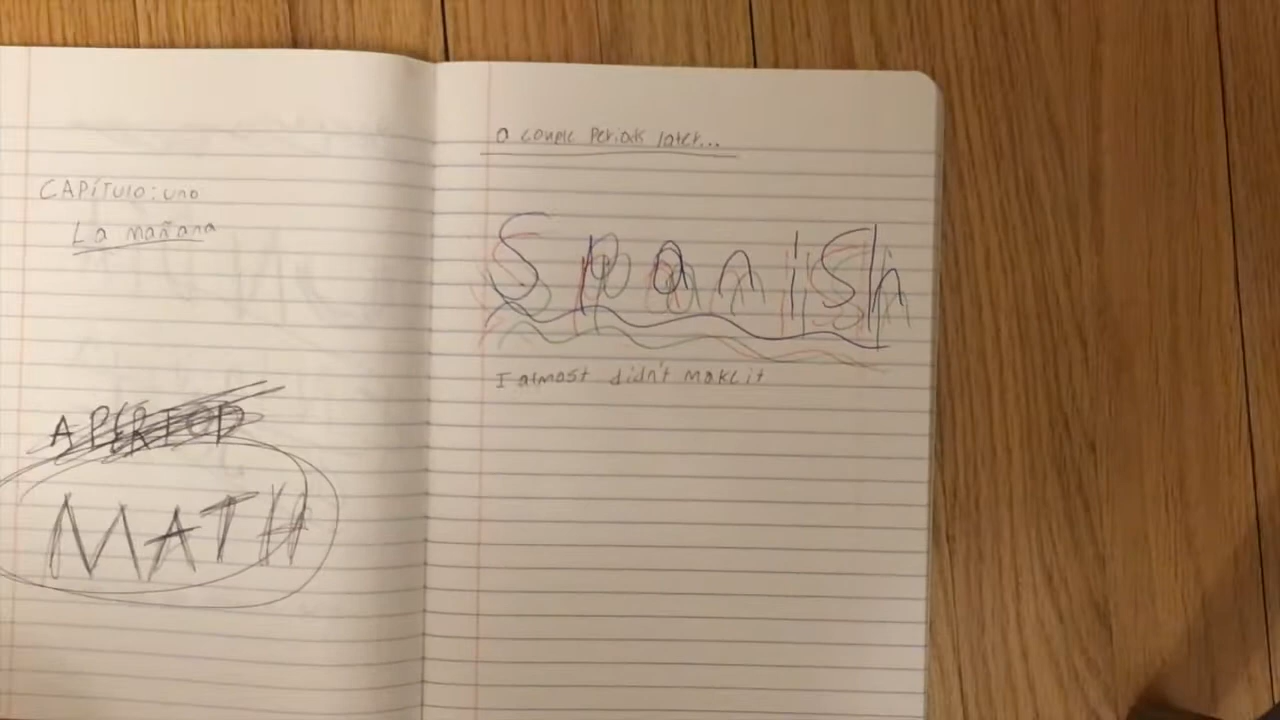 CAPíTUlO: uno
La mañana
A PERIOD
MATH
a couple Periods later...
SpaniSh
I almost didn't make it